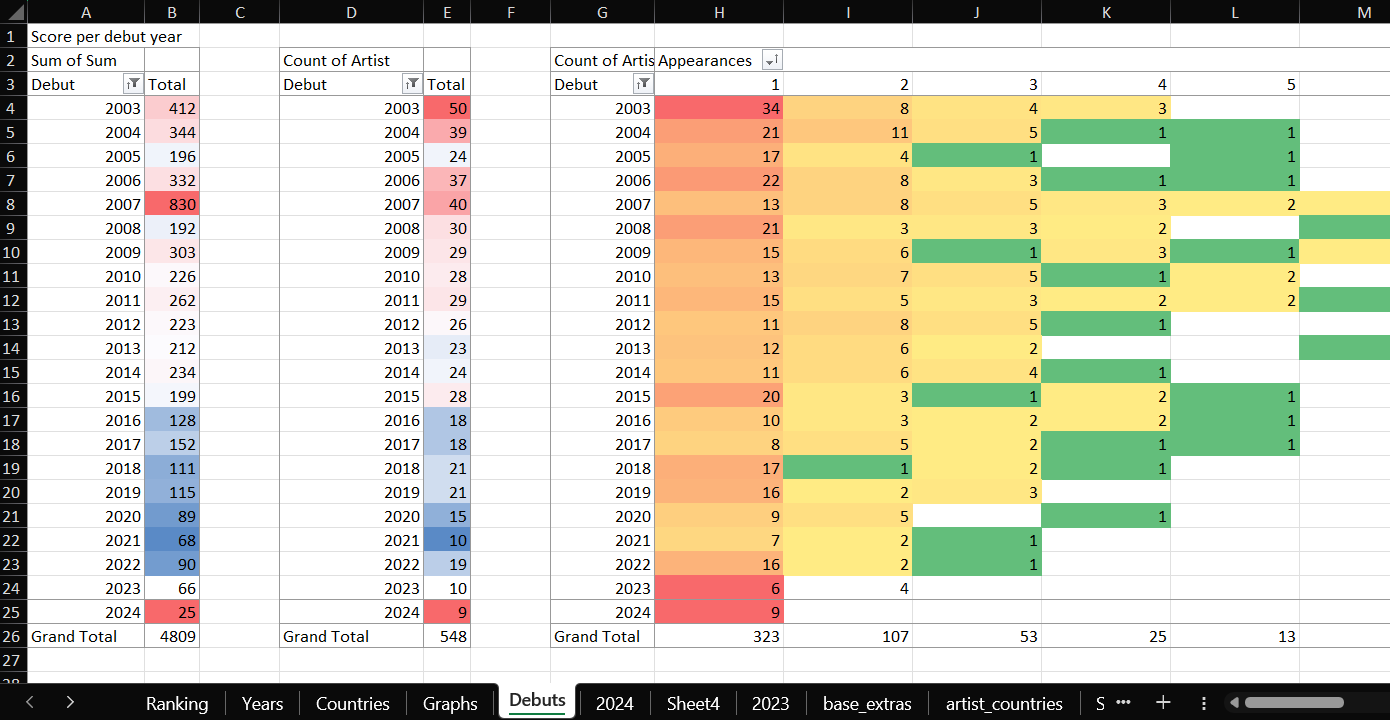 A B C D E F G H I J K L M
1 Score per debut year
2 Sum of Sum Count of Artist Count of Artis Appearances
3 Debut Total Debut Total Debut 1 2 3 4 5
4 2003 412 2003 50 2003 34 8 4 3
5 2004 344 2004 39 2004 21 11 5 1 1
6 2005 196 2005 24 2005 17 4 1 1
7 2006 332 2006 37 2006 22 8 3 1 1
8 2007 830 2007 40 2007 13 8 5 3 2
9 2008 192 2008 30 2008 21 3 3 2
10 2009 303 2009 29 2009 15 6 1 3 1
11 2010 226 2010 28 2010 13 7 5 1 2
12 2011 262 2011 29 2011 15 5 3 2 2
13 2012 223 2012 26 2012 11 8 5 1
14 2013 212 2013 23 2013 12 6 2
15 2014 234 2014 24 2014 11 6 4 1
16 2015 199 2015 28 2015 20 3 1 2 1
17 2016 128 2016 18 2016 10 3 2 2 1
18 2017 152 2017 18 2017 8 5 2 1 1
19 2018 111 2018 21 2018 17 1 2 1
20 2019 115 2019 21 2019 16 2 3
21 2020 89 2020 15 2020 9 5 1
22 2021 68 2021 10 2021 7 2 1
23 2022 90 2022 19 2022 16 2 1
24 2023 66 2023 10 2023 6 4
25 2024 25 2024 9 2024 9
26 Grand Total 4809 Grand Total 548 Grand Total 323 107 53 25 13
27
Ranking Years Countries Graphs Debuts 2024 Sheet4 2023 base_extras artist_countries S ...